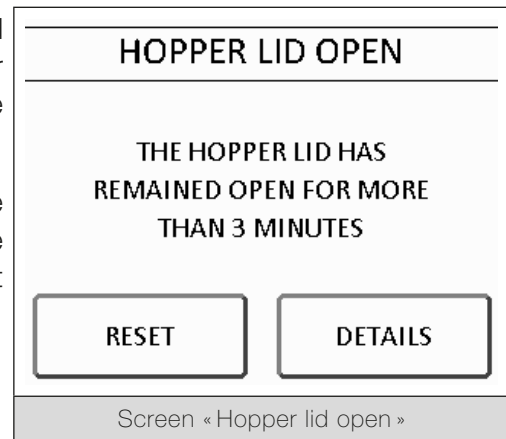 HOPPER LID OPEN
THE HOPPER LID HAS
REMAINED OPEN FOR MORE
THAN 3 MINUTES
RESET
DETAILS
Screen « Hopper lid open »